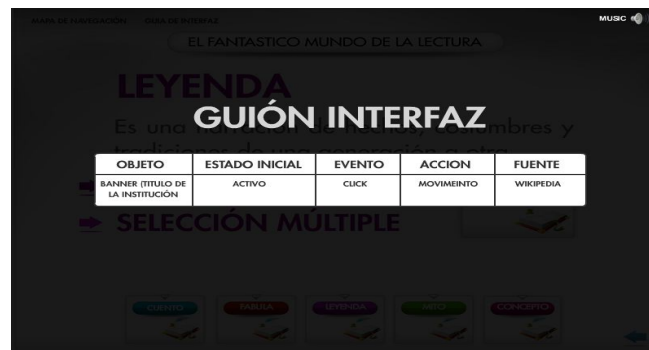 MAPA DE NAVEGACIÓN GUIA DE INTERFAZ
MUSIC
EL FANTASTICO MUNDO DE LA LECTURA
LEYENDA
GUIÓN INTERFAZ
Es una narración de hechos, costumbres y
tradiciones de una generación a otra
OBJETO ESTADO INICIAL EVENTO ACCION FUENTE
BANNER (TITULO DE LA INSTITUCIÓN ACTIVO CLICK MOVIMEINTO WIKIPEDIA
SELECCIÓN MÚLTIPLE
CUENTO FABULA LEYENDA MITO CONCEPTO